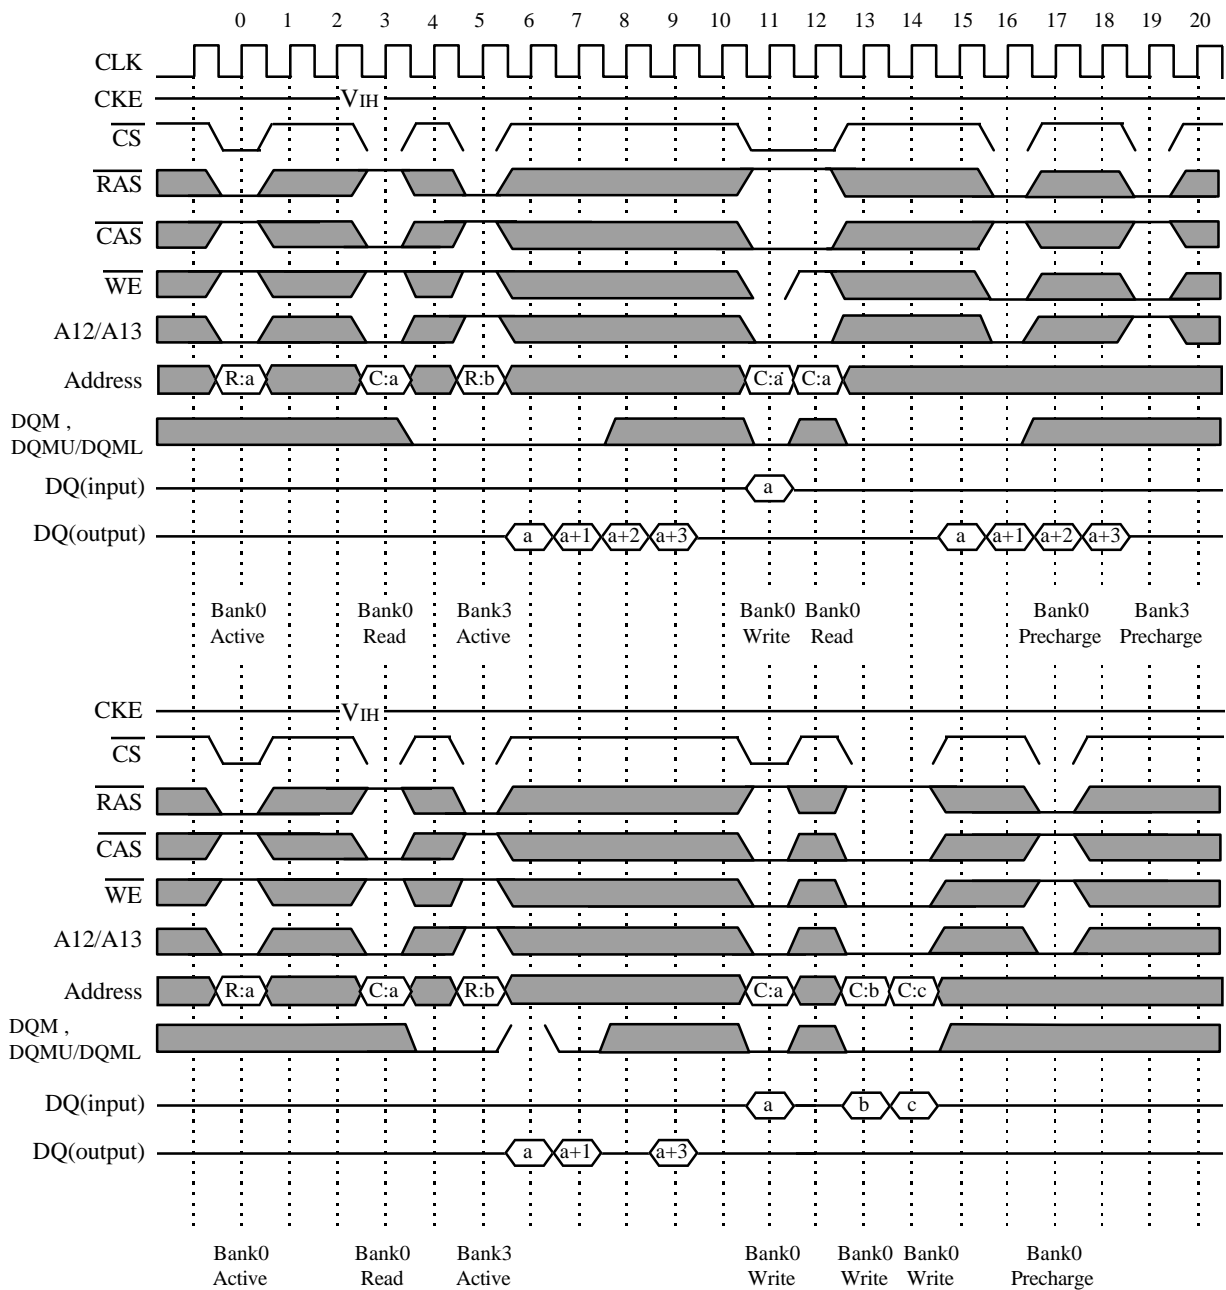 0 1 2 3 4 5 6 7 8 9 10 11 12 13 14 15 16 17 18 19 20
CLK
CKE VIH
CS
RAS
CAS
WE
A12/A13
Address R:a C:a R:b C:a' C:a
DQM ,
DQMU/DQML
DQ(input) a
DQ(output) a a+1 a+2 a+3 a a+1 a+2 a+3
Bank0 Bank0 Bank3 Bank0 Bank0 Bank0 Bank3
Active Read Active Write Read Precharge Precharge
CKE VIH
CS
RAS
CAS
WE
A12/A13
Address R:a C:a R:b C:a C:b C:c
DQM ,
DQMU/DQML
DQ(input) a b c
DQ(output) a a+1 a+3
Bank0 Bank0 Bank3 Bank0 Bank0 Bank0 Bank0
Active Read Active Write Write Write Precharge